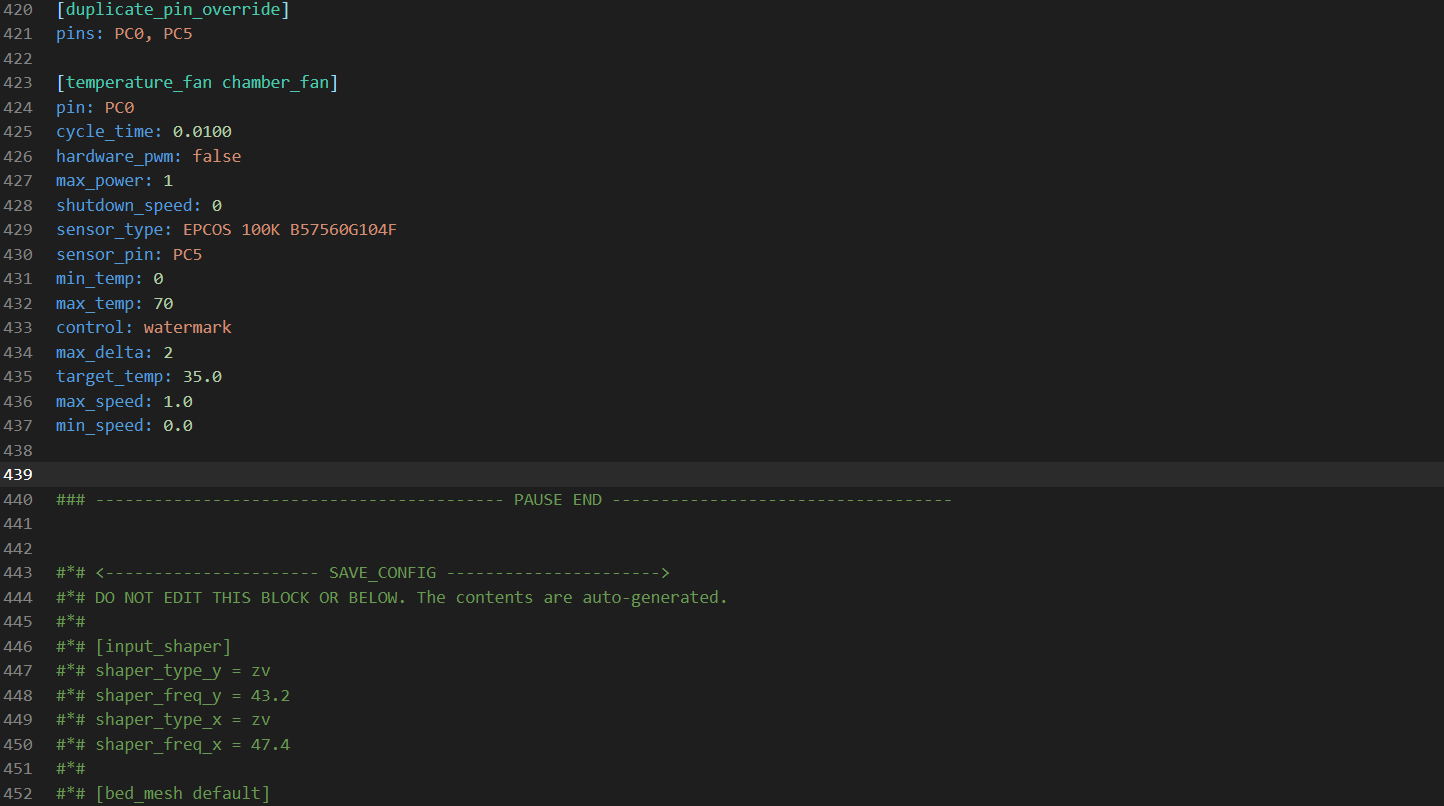 420 [duplicate_pin_override]
421 pins: PC0, PC5
422
423 [temperature_fan chamber_fan]
424 pin: PC0
425 cycle_time: 0.0100
426 hardware_pwm: false
427 max_power: 1
428 shutdown_speed: 0
429 sensor_type: EPCOS 100K B57560G104F
430 sensor_pin: PC5
431 min_temp: 0
432 max_temp: 70
433 control: watermark
434 max_delta: 2
435 target_temp: 35.0
436 max_speed: 1.0
437 min_speed: 0.0
438
439
440 ### ------------------------------------------ PAUSE END -----------------------------------
441
442
443 #*# <---------------------- SAVE_CONFIG ---------------------->
444 #*# DO NOT EDIT THIS BLOCK OR BELOW. The contents are auto-generated.
445 #*#
446 #*# [input_shaper]
447 #*# shaper_type_y = zv
448 #*# shaper_freq_y = 43.2
449 #*# shaper_type_x = zv
450 #*# shaper_freq_x = 47.4
451 #*#
452 #*# [bed_mesh default]